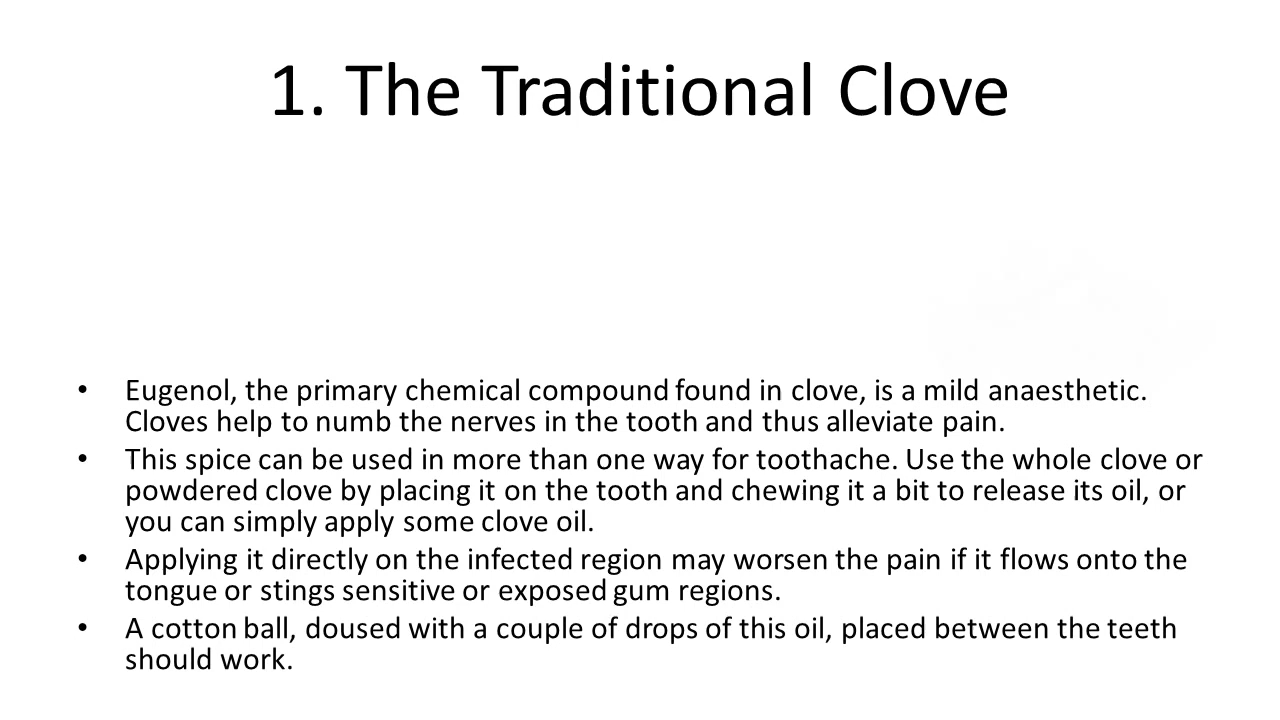 1. The Traditional Clove
• Eugenol, the primary chemical compound found in clove, is a mild anaesthetic.
Cloves help to numb the nerves in the tooth and thus alleviate pain.
• This spice can be used in more than one way for toothache. Use the whole clove or
powdered clove by placing it on the tooth and chewing it a bit to release its oil, or
you can simply apply some clove oil.
• Applying it directly on the infected region may worsen the pain if it flows onto the
tongue or stings sensitive or exposed gum regions.
• A cotton ball, doused with a couple of drops of this oil, placed between the teeth
should work.